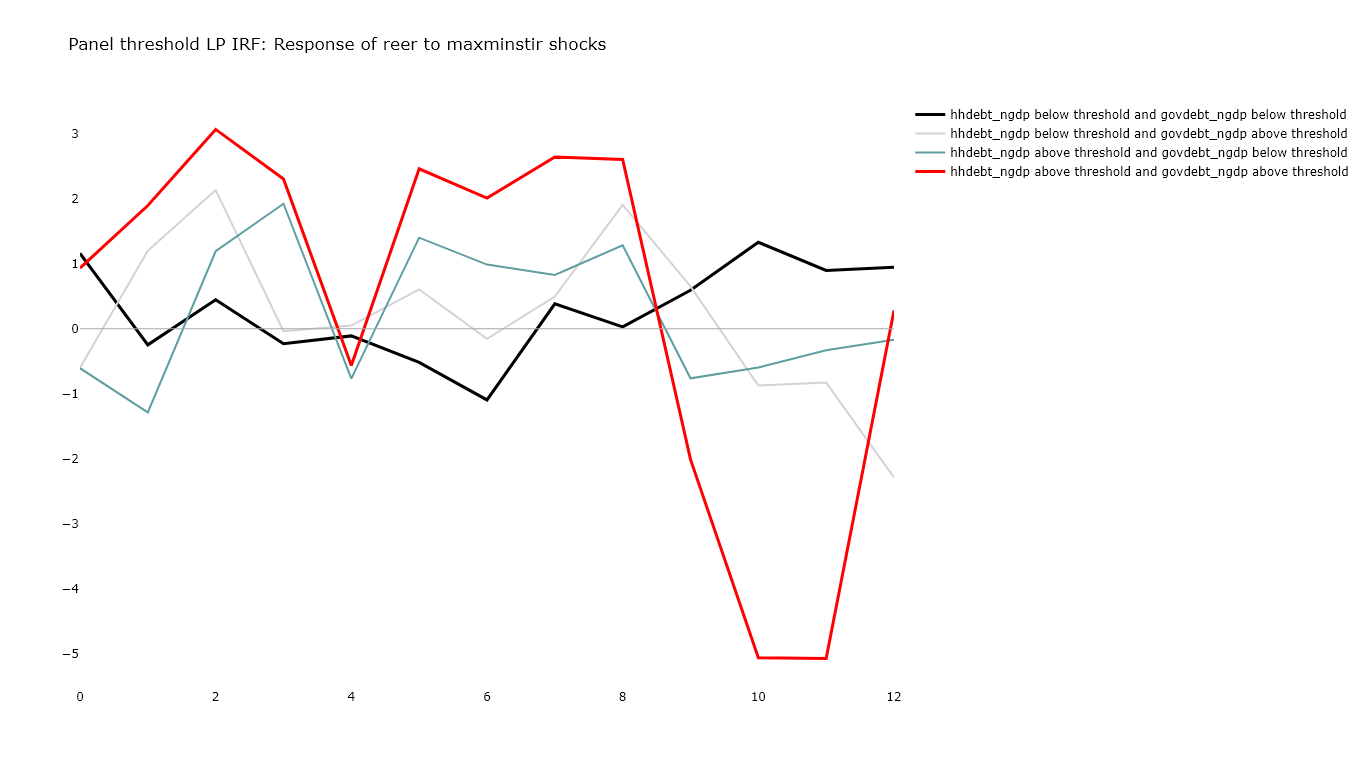 Panel threshold LP IRF: Response of reer to maxminstir shocks
hhdebt_ngdp below threshold and govdebt_ngdp below threshold
hhdebt_ngdp below threshold and govdebt_ngdp above threshold
hhdebt_ngdp above threshold and govdebt_ngdp below threshold
hhdebt_ngdp above threshold and govdebt_ngdp above threshold
3
2
1
0
−1
−2
−3
−4
−5
0 2 4 6 8 10 12